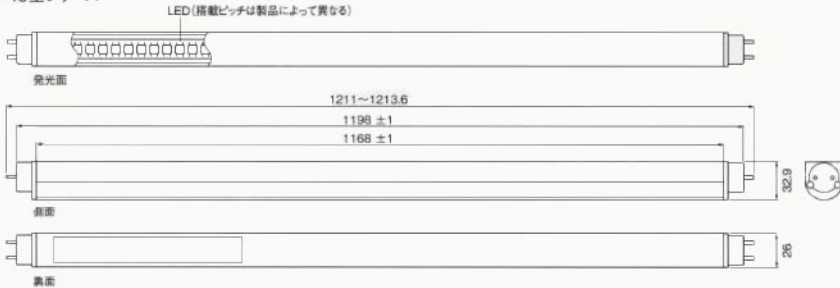 LED(搭載ピッチは製品によって異なる)
発光面
1211～1213.6
1198 ±1
1168 ±1
32.9
側面
26
裏面